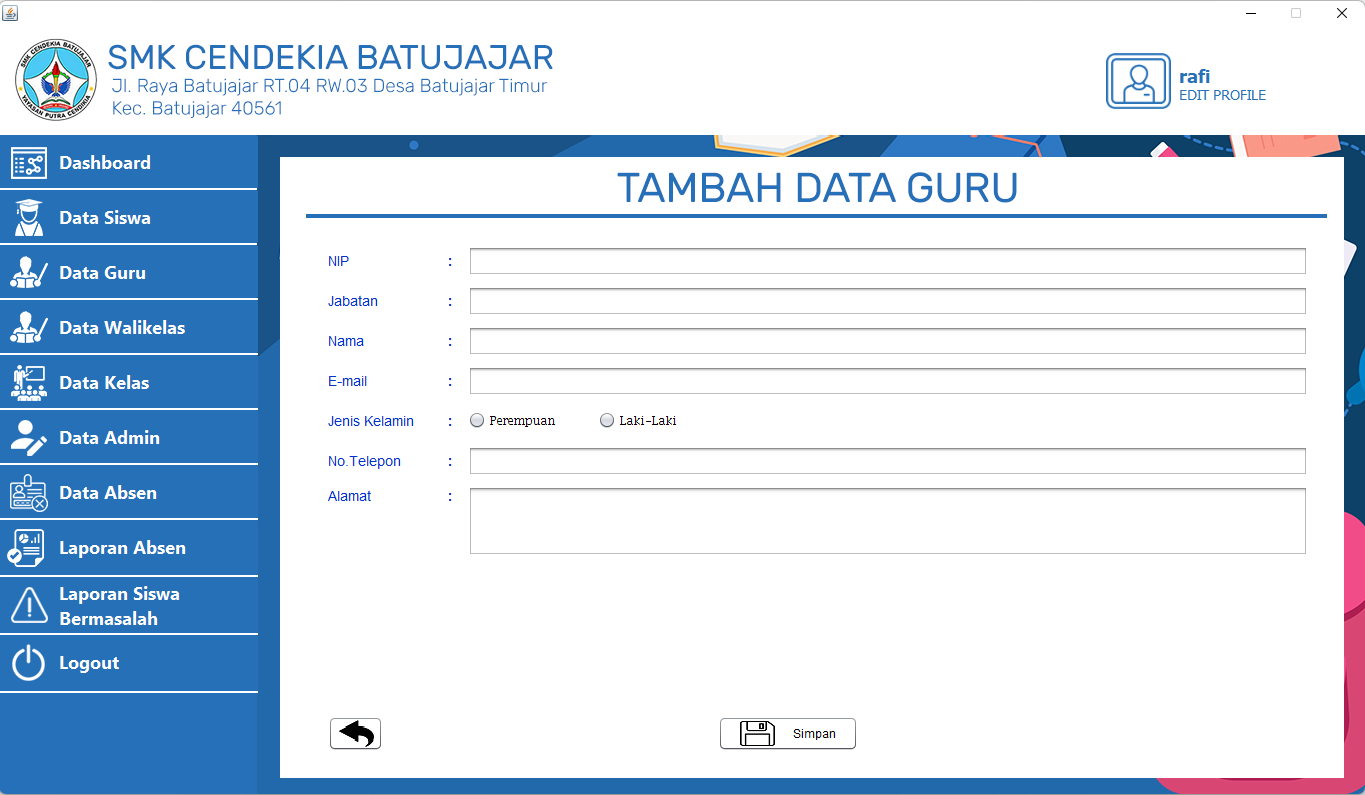 SMK CENDEKIA BATUJAJAR
Jl. Raya Batujajar RT.04 RW.03 Desa Batujajar Timur
Kec. Batujajar 40561
SMK CENDEKIA BATUJAJAR
YAYASAN PUTRA CENDIKIA
rafi
EDIT PROFILE
Dashboard
Data Siswa
Data Guru
Data Walikelas
Data Kelas
Data Admin
Data Absen
Laporan Absen
Laporan Siswa
Bermasalah
Logout
TAMBAH DATA GURU
NIP :
Jabatan :
Nama :
E-mail :
Jenis Kelamin : Perempuan Laki-Laki
No.Telepon :
Alamat :
Simpan